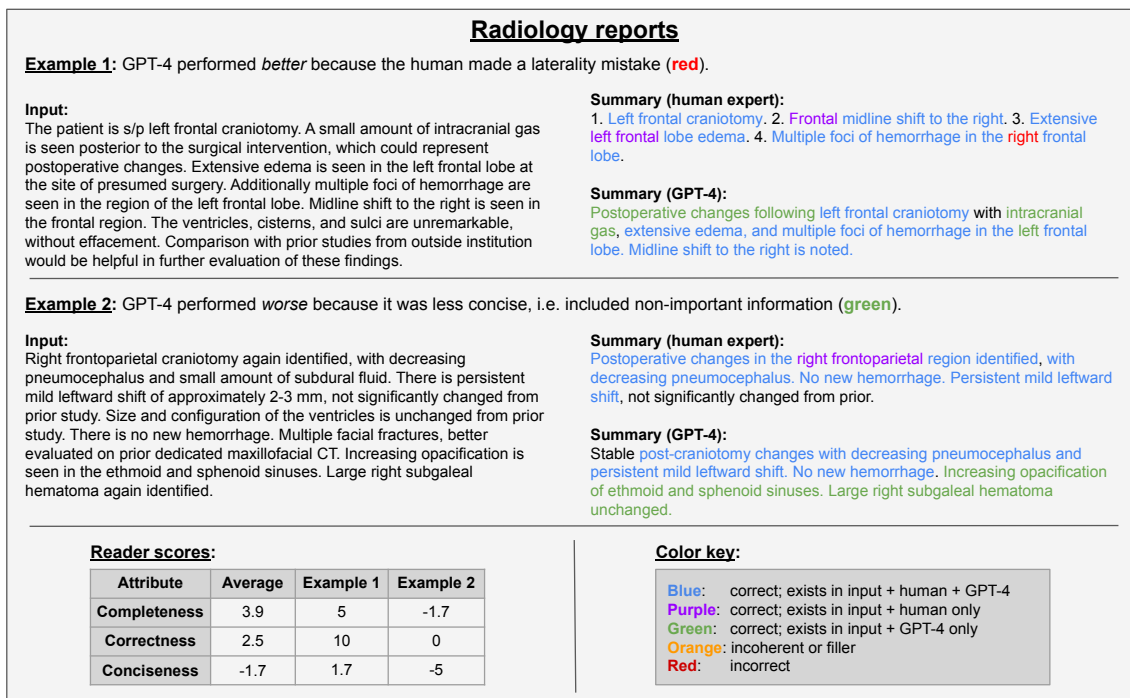 Radiology reports
Example 1: GPT-4 performed better because the human made a laterality mistake (red).
Input:
The patient is s/p left frontal craniotomy. A small amount of intracranial gas
is seen posterior to the surgical intervention, which could represent
postoperative changes. Extensive edema is seen in the left frontal lobe at
the site of presumed surgery. Additionally multiple foci of hemorrhage are
seen in the region of the left frontal lobe. Midline shift to the right is seen in
the frontal region. The ventricles, cisterns, and sulci are unremarkable,
without effacement. Comparison with prior studies from outside institution
would be helpful in further evaluation of these findings.
Summary (human expert):
1. Left frontal craniotomy. 2. Frontal midline shift to the right. 3. Extensive
left frontal lobe edema. 4. Multiple foci of hemorrhage in the right frontal
lobe.
Summary (GPT-4):
Postoperative changes following left frontal craniotomy with intracranial
gas, extensive edema, and multiple foci of hemorrhage in the left frontal
lobe. Midline shift to the right is noted.
Example 2: GPT-4 performed worse because it was less concise, i.e. included non-important information (green).
Input:
Right frontoparietal craniotomy again identified, with decreasing
pneumocephalus and small amount of subdural fluid. There is persistent
mild leftward shift of approximately 2-3 mm, not significantly changed from
prior study. Size and configuration of the ventricles is unchanged from prior
study. There is no new hemorrhage. Multiple facial fractures, better
evaluated on prior dedicated maxillofacial CT. Increasing opacification is
seen in the ethmoid and sphenoid sinuses. Large right subgaleal
hematoma again identified.
Summary (human expert):
Postoperative changes in the right frontoparietal region identified, with
decreasing pneumocephalus. No new hemorrhage. Persistent mild leftward
shift, not significantly changed from prior.
Summary (GPT-4):
Stable post-craniotomy changes with decreasing pneumocephalus and
persistent mild leftward shift. No new hemorrhage. Increasing opacification
of ethmoid and sphenoid sinuses. Large right subgaleal hematoma
unchanged.
Reader scores:
Attribute Average Example 1 Example 2
Completeness 3.9 5 -1.7
Correctness 2.5 10 0
Conciseness -1.7 1.7 -5
Color key:
Blue: correct; exists in input + human + GPT-4
Purple: correct; exists in input + human only
Green: correct; exists in input + GPT-4 only
Orange: incoherent or filler
Red: incorrect